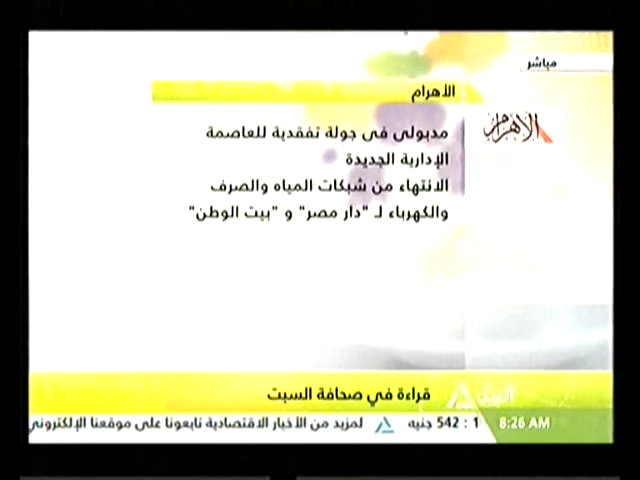 مباشر
الأهرام
الأهرام
مدبولى فى جولة تفقدية للعاصمة
الإدارية الجديدة
الانتهاء من شبكات المياه والصرف
والكهرباء لـ "دار مصر" و "بيت الوطن"
قراءة في صحافة السبت
8:26 AM
1 : 542 جنيه
لمزيد من الأخبار الاقتصادية تابعونا على موقعنا الإلكتروني